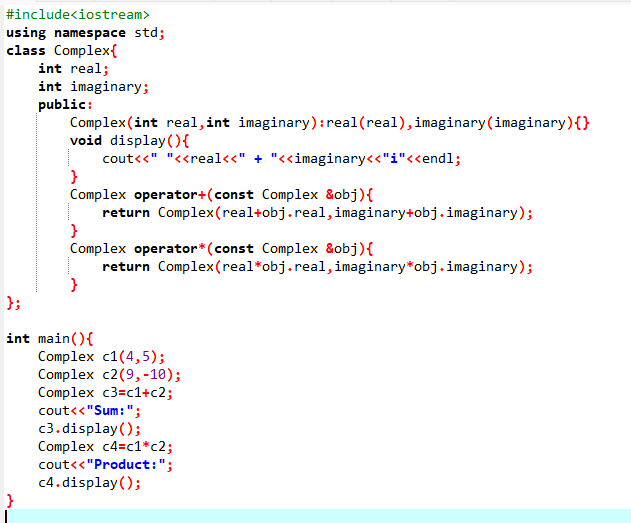 #include<iostream>
using namespace std;
class Complex{
    int real;
    int imaginary;
    public:
        Complex(int real,int imaginary):real(real),imaginary(imaginary){}
        void display(){
            cout<<" "<<real<<" + "<<imaginary<<"i"<<endl;
        }
        Complex operator+(const Complex &obj){
            return Complex(real+obj.real,imaginary+obj.imaginary);
        }
        Complex operator*(const Complex &obj){
            return Complex(real*obj.real,imaginary*obj.imaginary);
        }
};

int main(){
    Complex c1(4,5);
    Complex c2(9,-10);
    Complex c3=c1+c2;
    cout<<"Sum:";
    c3.display();
    Complex c4=c1*c2;
    cout<<"Product:";
    c4.display();
}